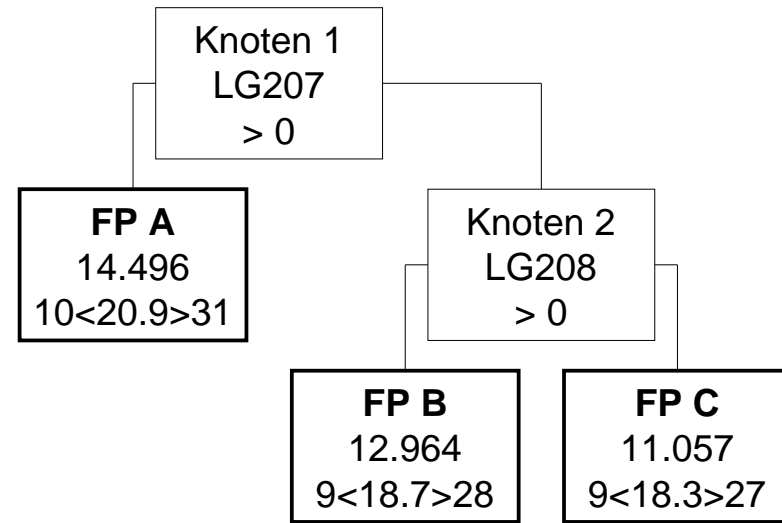 Knoten 1
LG207
> 0
FP A
14.496
10<20.9>31
Knoten 2
LG208
> 0
FP B
12.964
9<18.7>28
FP C
11.057
9<18.3>27